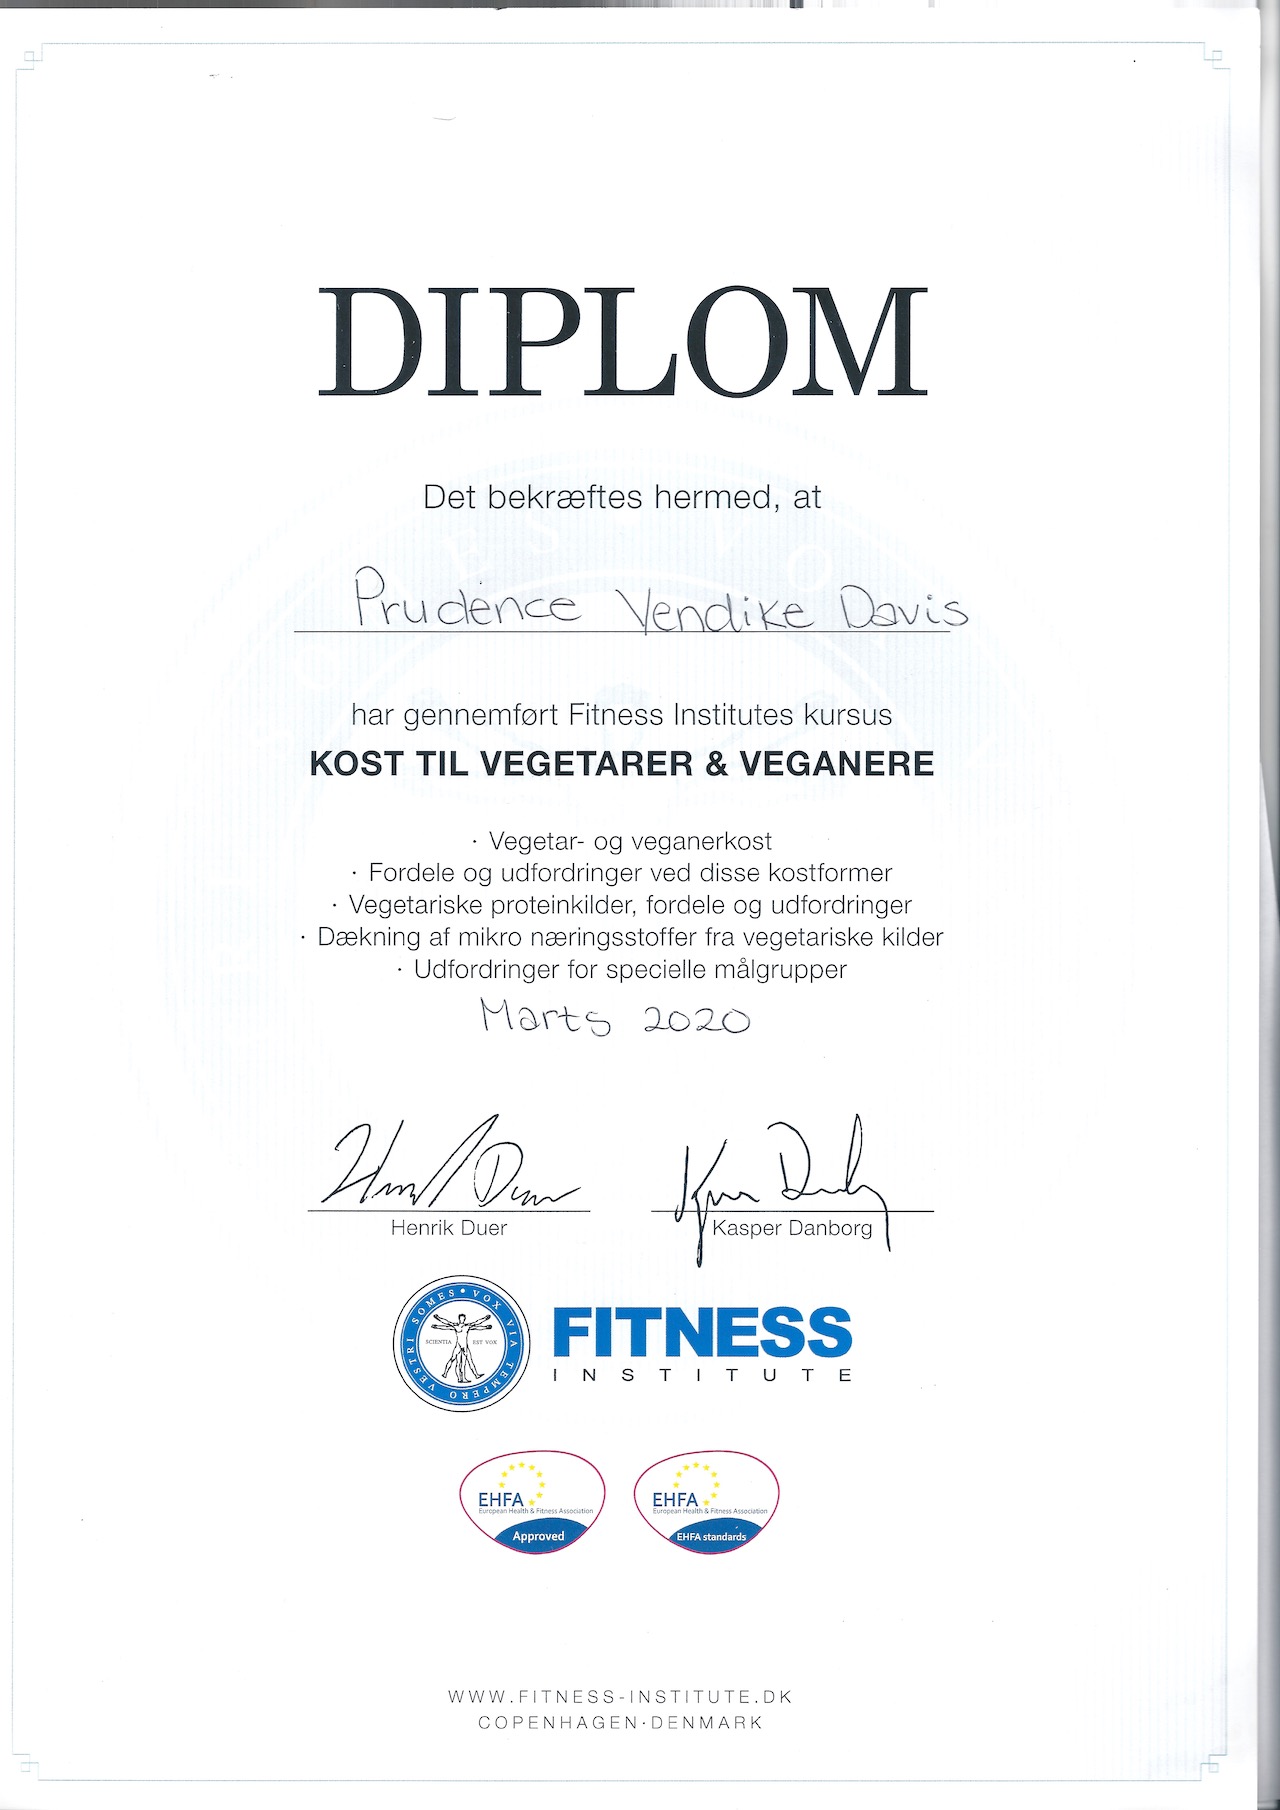 DIPLOM
Det bekræftes hermed, at
Prudence Vendike Davis
har gennemført Fitness Institutes kursus
KOST TIL VEGETARER & VEGANERE
· Vegetar- og veganerkost
· Fordele og udfordringer ved disse kostformer
· Vegetariske proteinkilder, fordele og udfordringer
· Dækning af mikro næringsstoffer fra vegetariske kilder
· Udfordringer for specielle målgrupper
Marts 2020
Henrik Duer
Kasper Danborg
VESTRI SOMES • VOX VIA TEMPERO
SCIENTIA EST VOX
FITNESS
INSTITUTE
EHFA
European Health & Fitness Association
Approved
EHFA
European Health & Fitness Association
EHFA standards
WWW.FITNESS-INSTITUTE.DK
COPENHAGEN·DENMARK